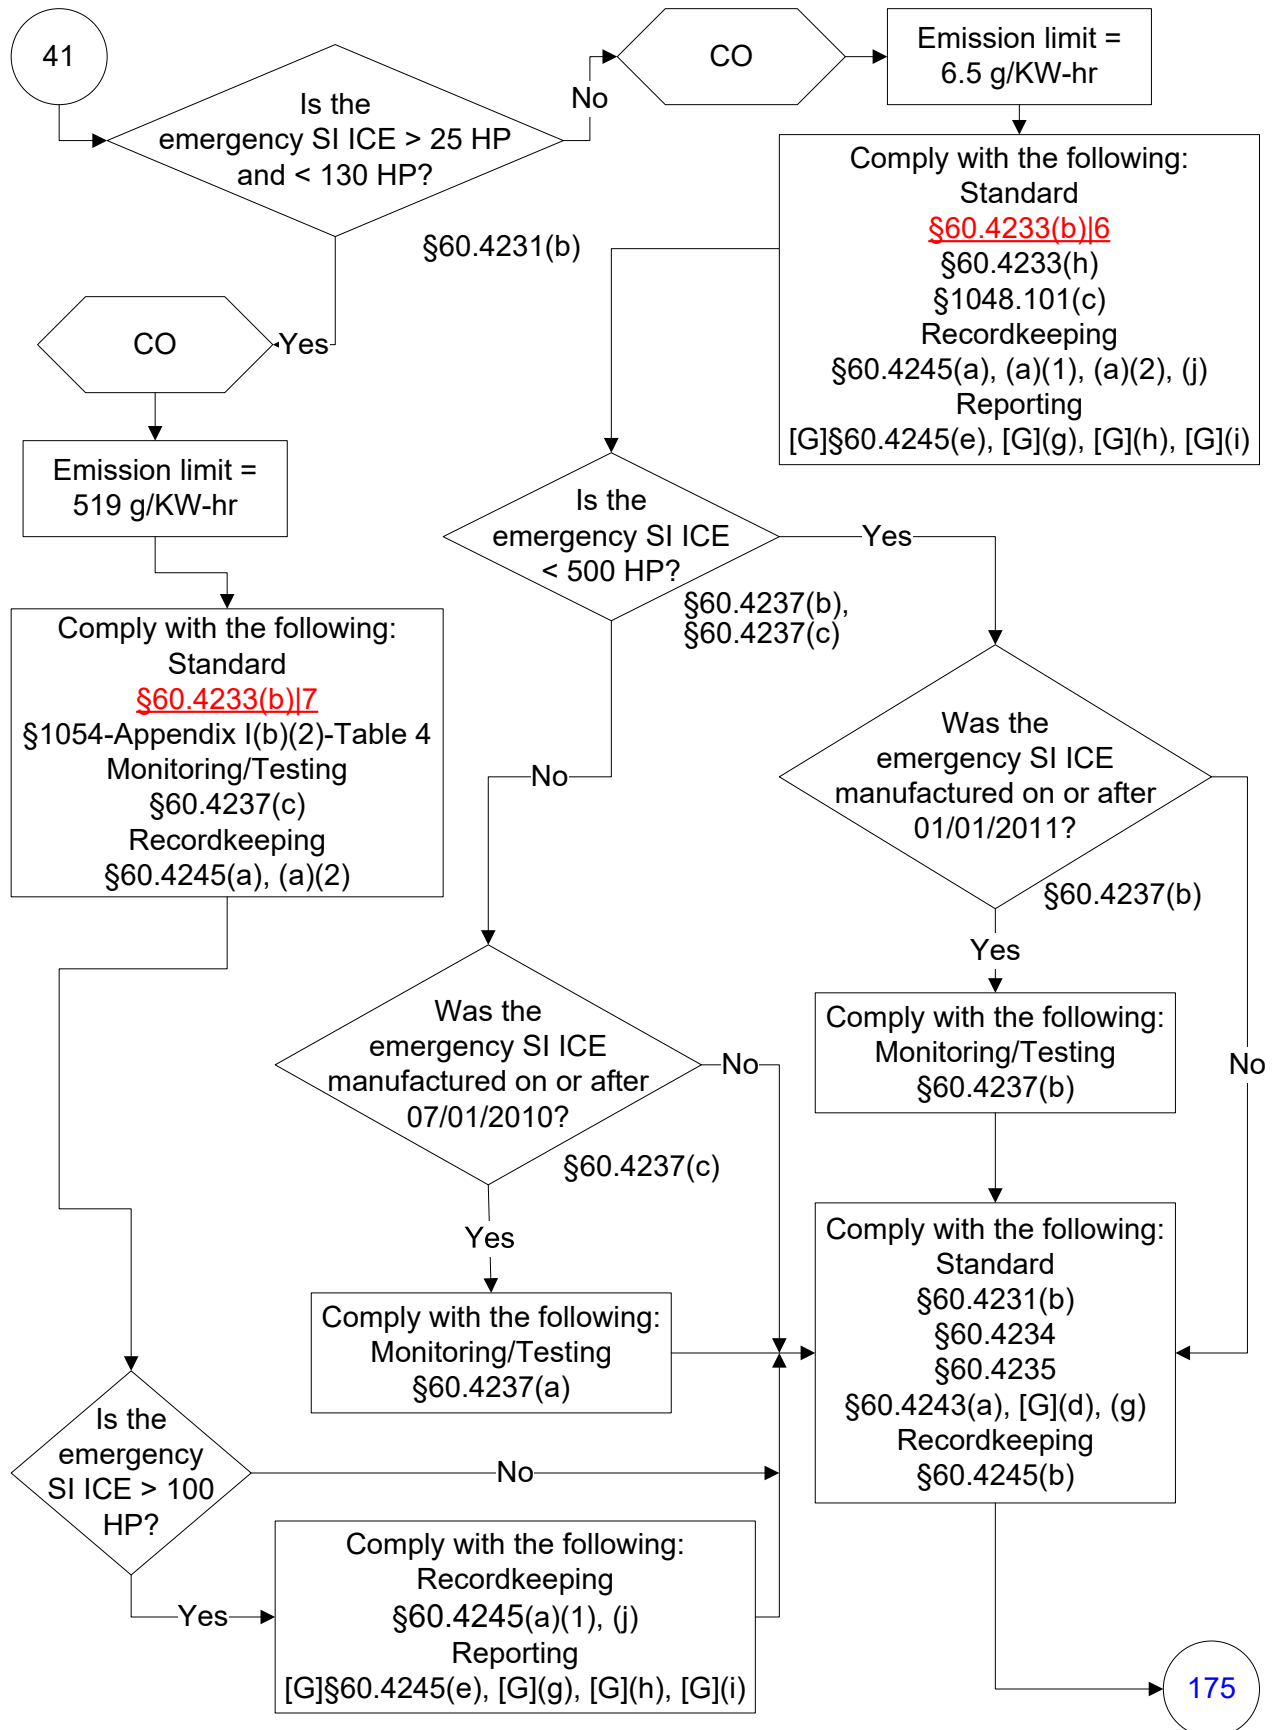 41
Is the
emergency SI ICE > 25 HP
and < 130 HP?
No
CO
Emission limit =
6.5 g/KW-hr
§60.4231(b)
Comply with the following:
Standard
§60.4233(b)|6
§60.4233(h)
§1048.101(c)
Recordkeeping
§60.4245(a), (a)(1), (a)(2), (j)
Reporting
[G]§60.4245(e), [G](g), [G](h), [G](i)
Yes
CO
Emission limit =
519 g/KW-hr
Comply with the following:
Standard
§60.4233(b)|7
§1054-Appendix I(b)(2)-Table 4
Monitoring/Testing
§60.4237(c)
Recordkeeping
§60.4245(a), (a)(2)
Is the
emergency SI ICE
< 500 HP?
Yes
§60.4237(b),
§60.4237(c)
No
Was the
emergency SI ICE
manufactured on or after
01/01/2011?
§60.4237(b)
Yes
No
Comply with the following:
Monitoring/Testing
§60.4237(b)
Was the
emergency SI ICE
manufactured on or after
07/01/2010?
No
§60.4237(c)
Yes
Comply with the following:
Monitoring/Testing
§60.4237(a)
Comply with the following:
Standard
§60.4231(b)
§60.4234
§60.4235
§60.4243(a), [G](d), (g)
Recordkeeping
§60.4245(b)
Is the
emergency
SI ICE > 100
HP?
No
Yes
Comply with the following:
Recordkeeping
§60.4245(a)(1), (j)
Reporting
[G]§60.4245(e), [G](g), [G](h), [G](i)
175